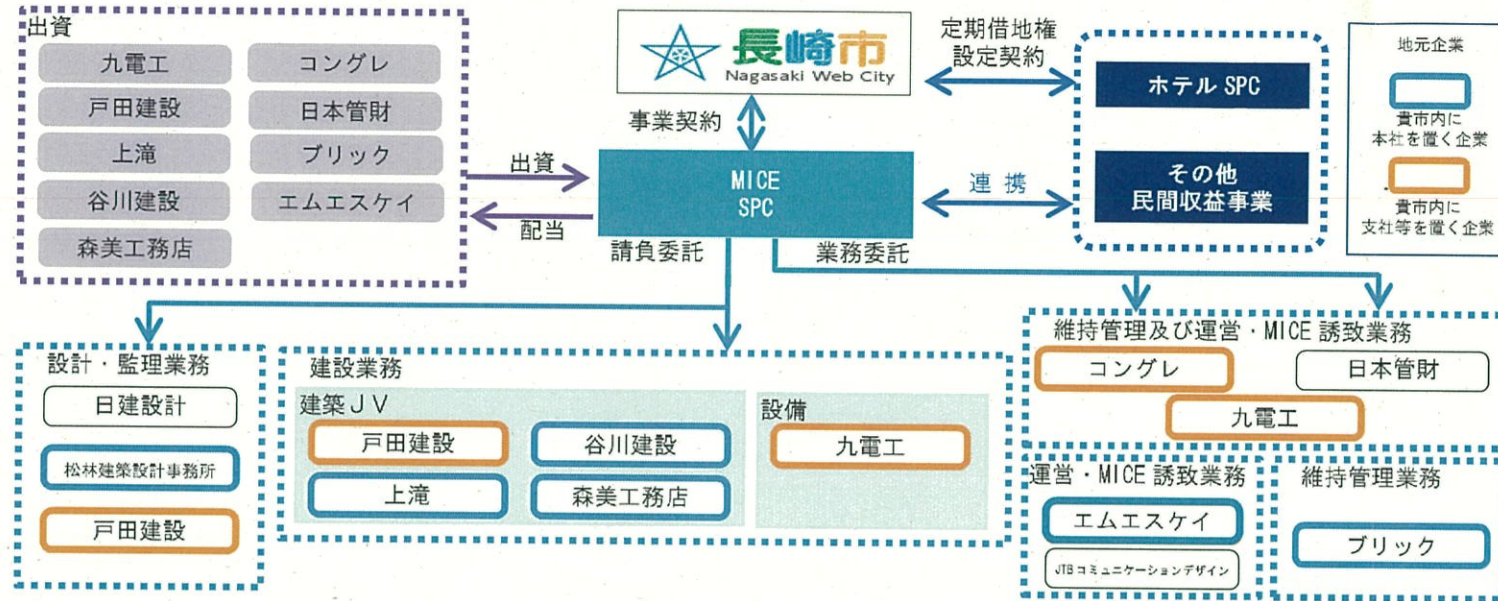 出資
九電工
コングレ
戸田建設
日本管財
上滝
ブリック
谷川建設
エムエスケイ
森美工務店
長崎市
Nagasaki Web City
定期借地権
設定契約
事業契約
出資
配当
MICE
SPC
連携
ホテル SPC
その他
民間収益事業
地元企業
貴市内に
本社を置く企業
貴市内に
支社等を置く企業
請負委託
業務委託
設計・監理業務
日建設計
松林建築設計事務所
戸田建設
建設業務
建築JV
戸田建設
谷川建設
上滝
森美工務店
設備
九電工
維持管理及び運営・MICE 誘致業務
コングレ
日本管財
九電工
運営・MICE 誘致業務
エムエスケイ
JTBコミュニケーションデザイン
維持管理業務
ブリック